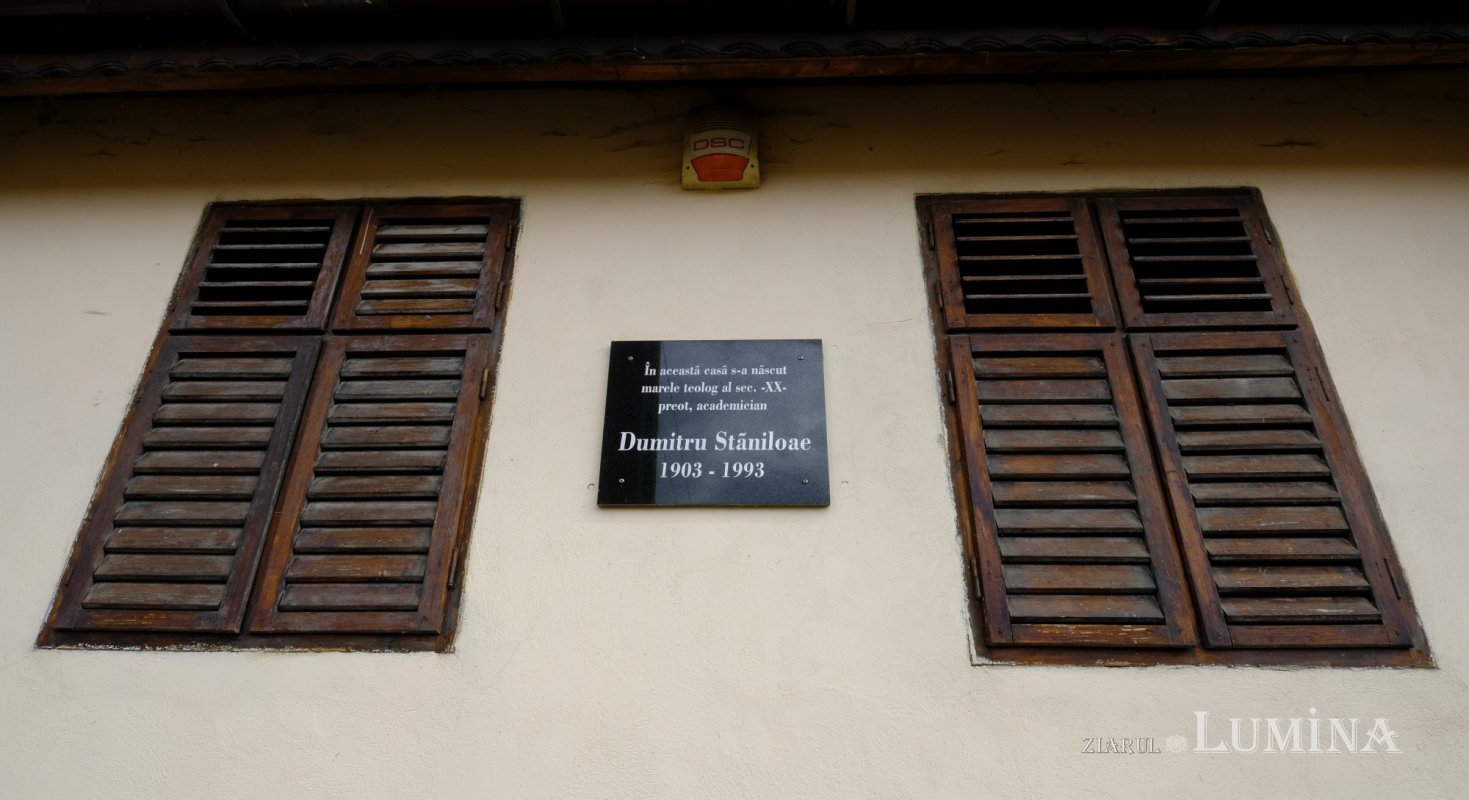 DSC
În această casă s-a născut
marele teolog al sec. -XX-
preot, academician
Dumitru Stăniloae
1903 - 1993
ZIARUL LUMINA